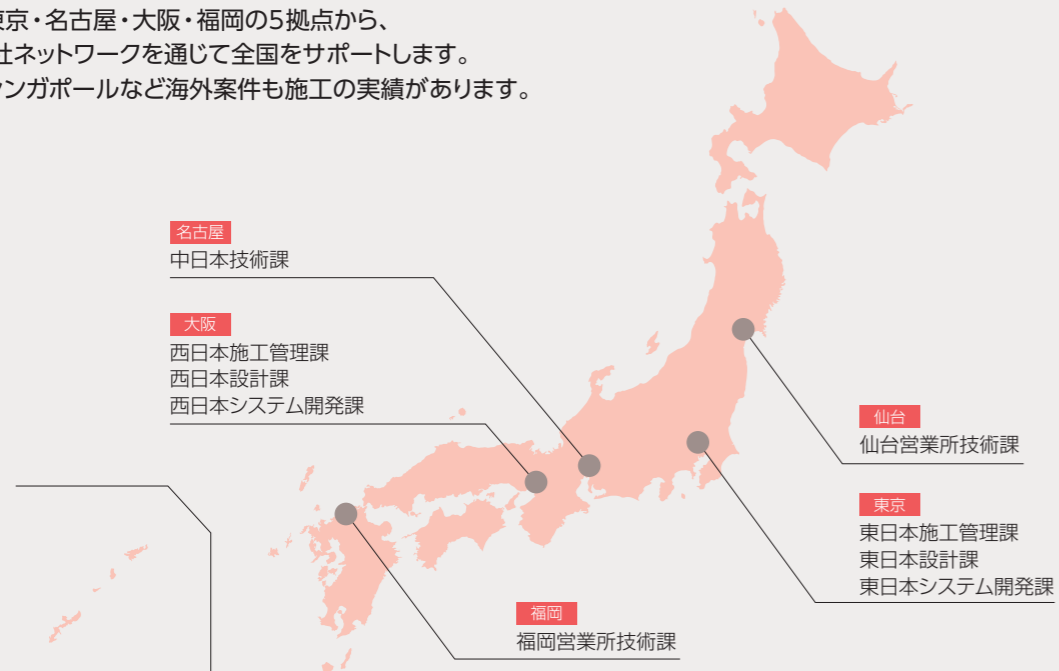 東京・名古屋・大阪・福岡の5拠点から、
社ネットワークを通じて全国をサポートします。
ンガポールなど海外案件も施工の実績があります。
名古屋
中日本技術課
大阪
西日本施工管理課
西日本設計課
西日本システム開発課
仙台
仙台営業所技術課
東京
東日本施工管理課
東日本設計課
東日本システム開発課
福岡
福岡営業所技術課